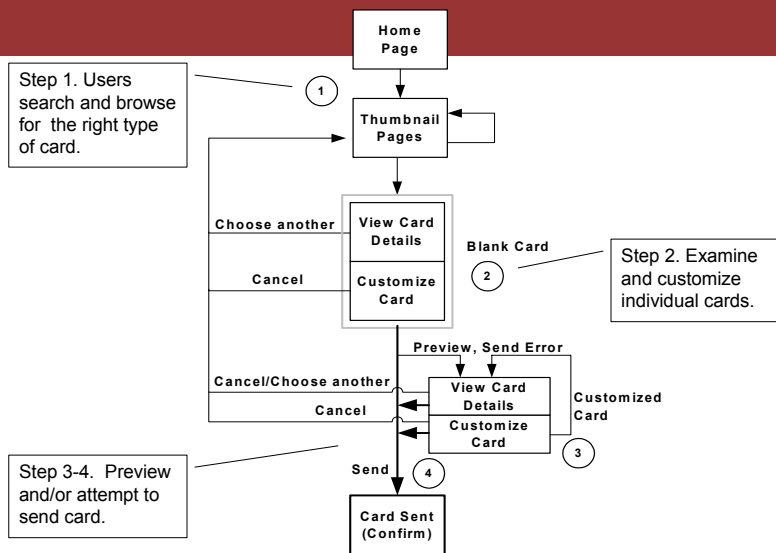 Home
Page
Step 1. Users
search and browse
for the right type
of card.
1
Thumbnail
Pages
Choose another
View Card
Details
Blank Card
Cancel
Customize
Card
2
Step 2. Examine
and customize
individual cards.
Preview, Send Error
Cancel/Choose another
View Card
Details
Customized
Card
Cancel
Customize
Card
3
Step 3-4. Preview
and/or attempt to
send card.
Send
4
Card Sent
(Confirm)